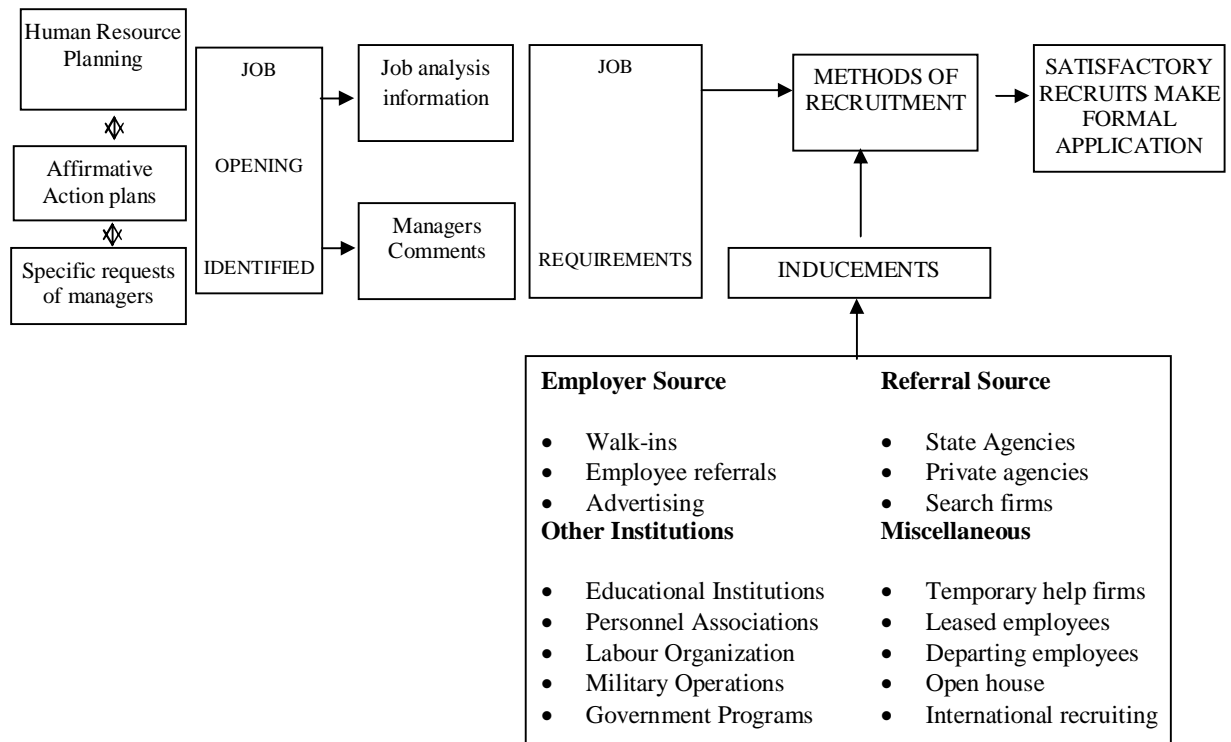 Human Resource
Planning
Affirmative
Action plans
Specific requests
of managers
JOB
OPENING
IDENTIFIED
Job analysis
information
Managers
Comments
JOB
REQUIREMENTS
METHODS OF
RECRUITMENT
SATISFACTORY
RECRUITS MAKE
FORMAL
APPLICATION
INDUCEMENTS
Employer Source
• Walk-ins
• Employee referrals
• Advertising
Referral Source
• State Agencies
• Private agencies
• Search firms
Other Institutions
• Educational Institutions
• Personnel Associations
• Labour Organization
• Military Operations
• Government Programs
Miscellaneous
• Temporary help firms
• Leased employees
• Departing employees
• Open house
• International recruiting